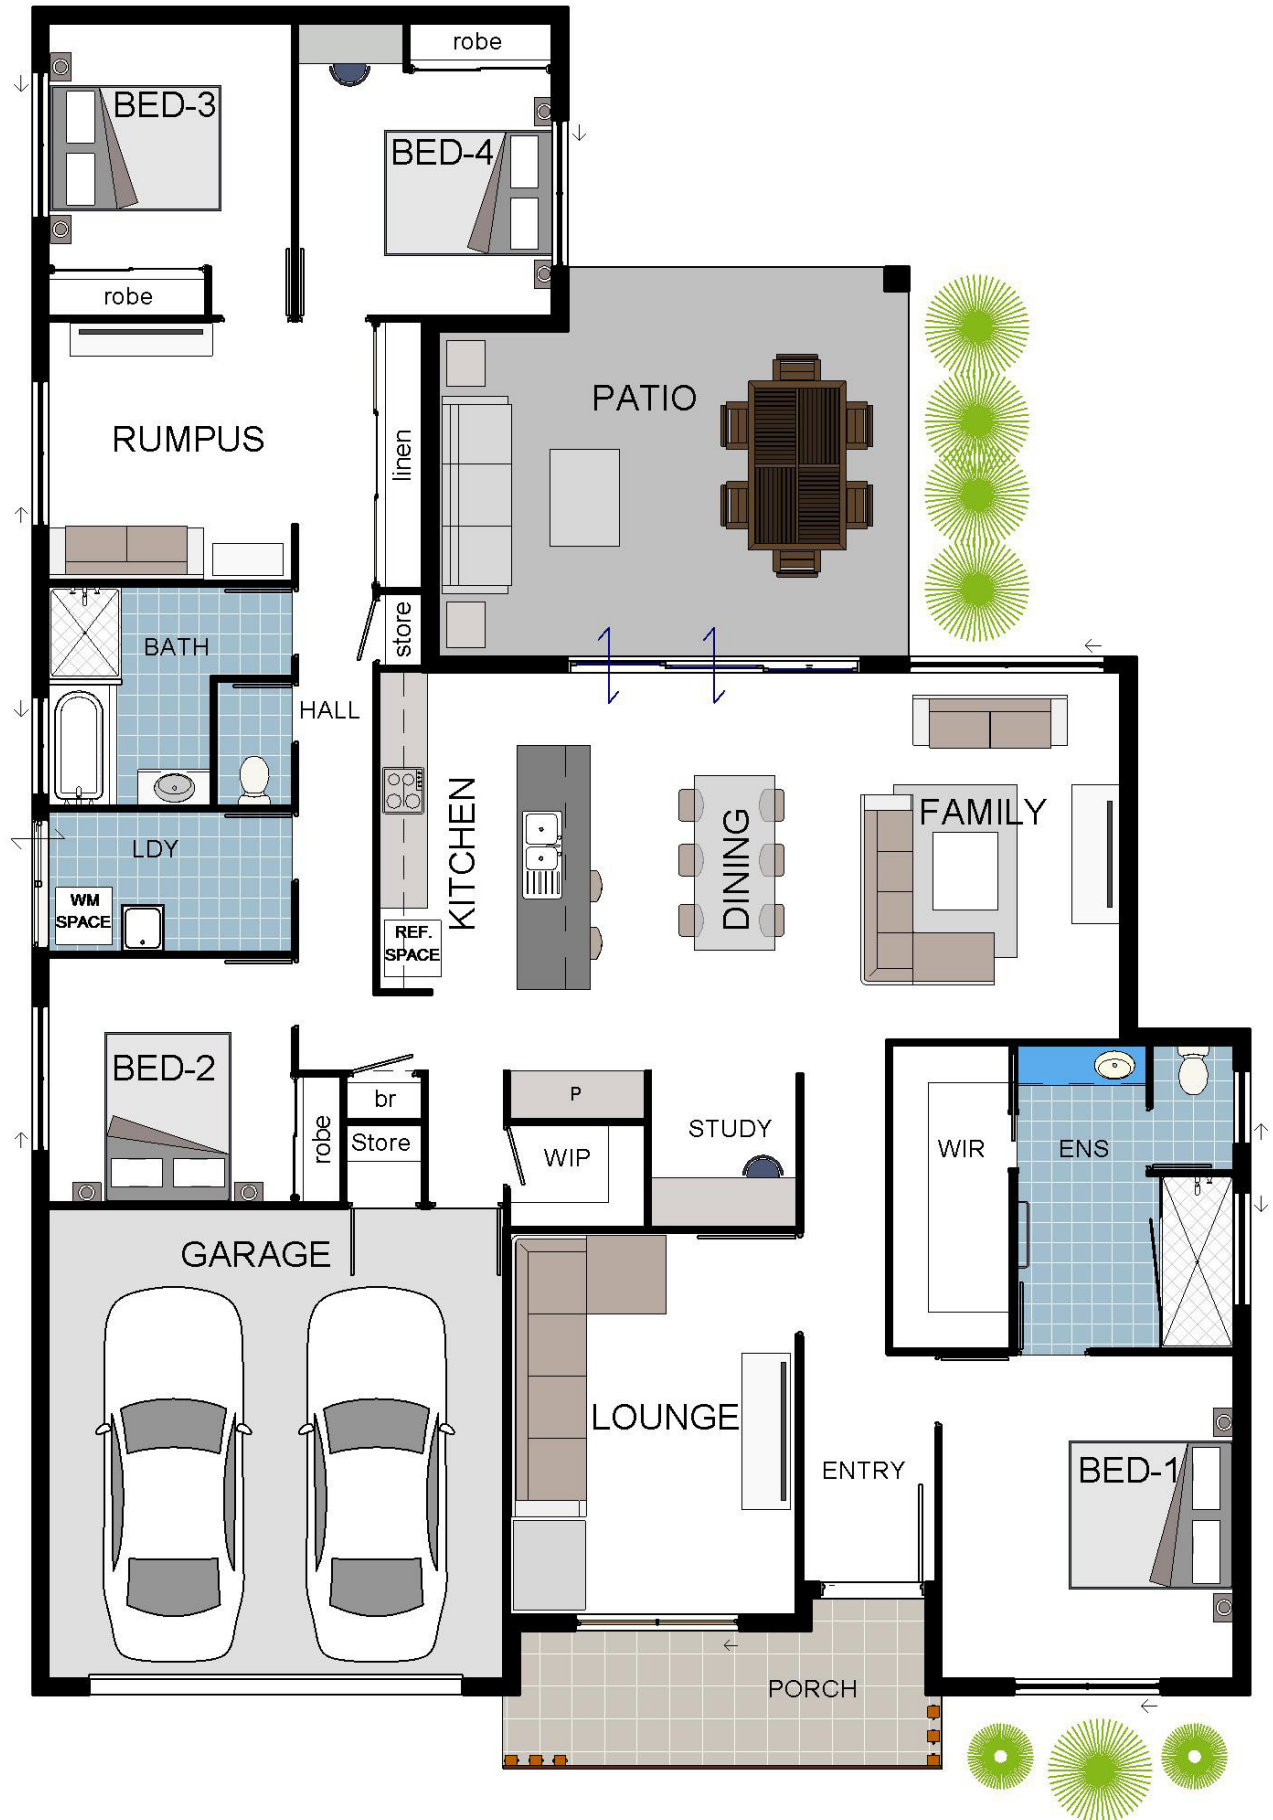 robe
BED-3
BED-4
robe
PATIO
RUMPUS
linen
store
BATH
HALL
KITCHEN
DINING
FAMILY
LDY
WM
SPACE
REF.
SPACE
BED-2
br
P
robe
Store
WIP
STUDY
WIR
ENS
GARAGE
LOUNGE
ENTRY
BED-1
PORCH